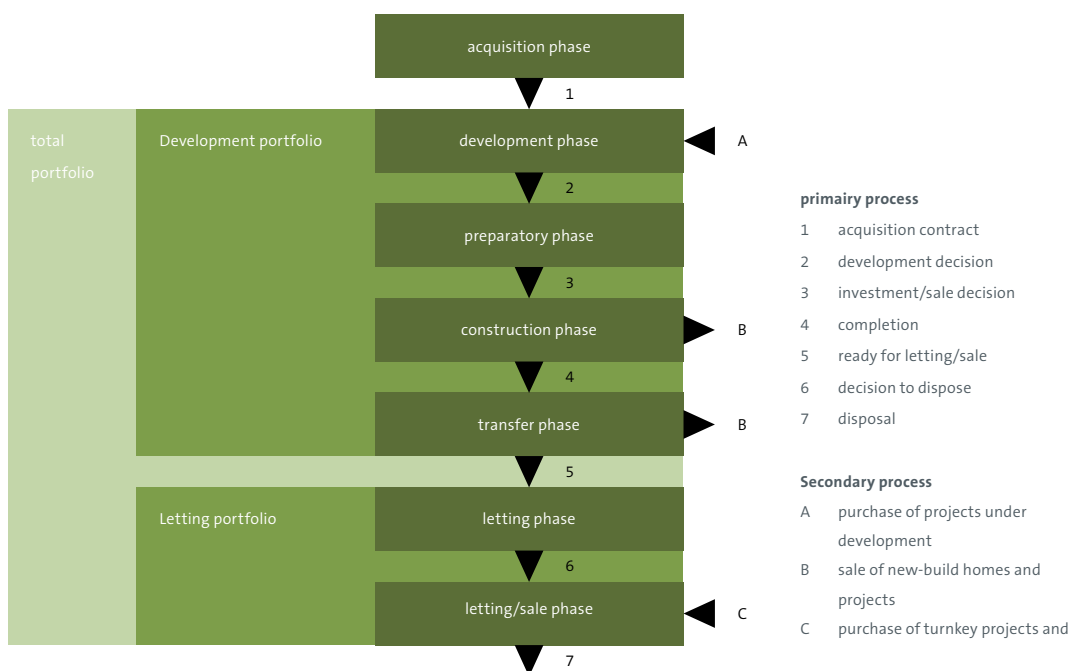 acquisition phase
1
total
portfolio
Development portfolio
development phase
A
2
preparatory phase
3
construction phase
B
4
transfer phase
B
5
Letting portfolio
letting phase
6
letting/sale phase
C
7
primairy process
1 acquisition contract
2 development decision
3 investment/sale decision
4 completion
5 ready for letting/sale
6 decision to dispose
7 disposal
Secondary process
A purchase of projects under
development
B sale of new-build homes and
projects
C purchase of turnkey projects and